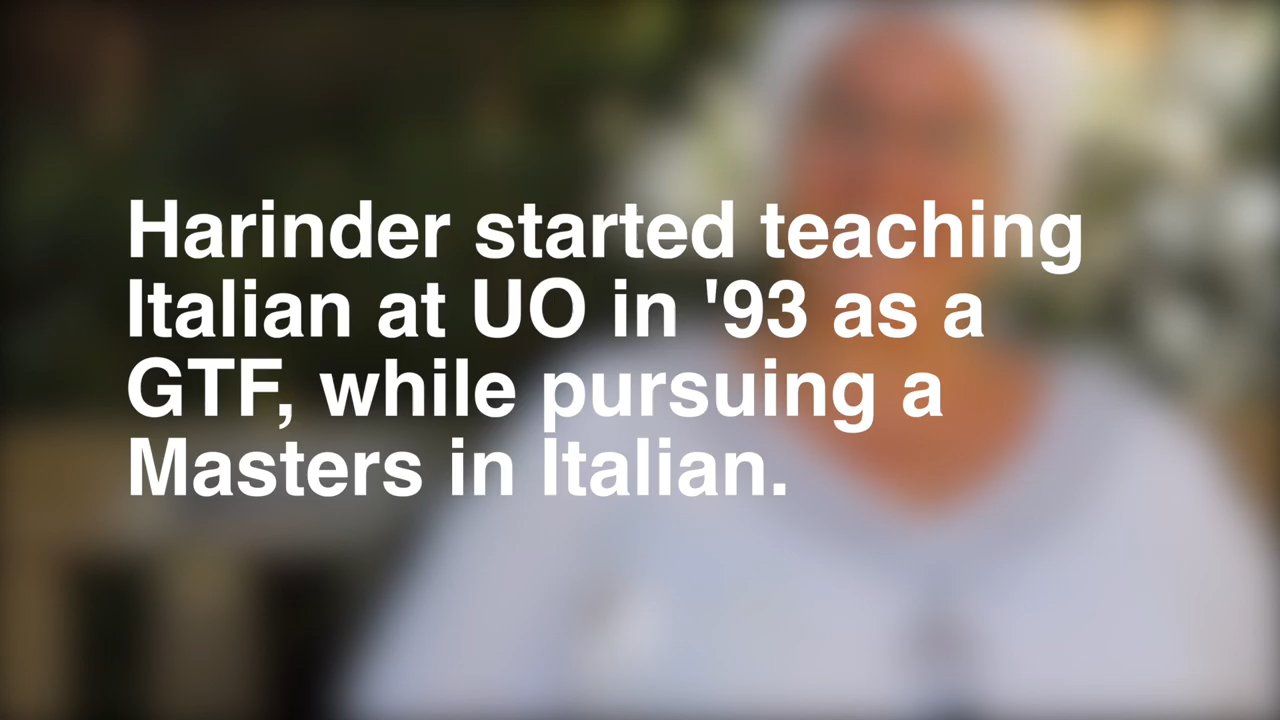 Harinder started teaching
Italian at UO in '93 as a
GTF, while pursuing a
Masters in Italian.